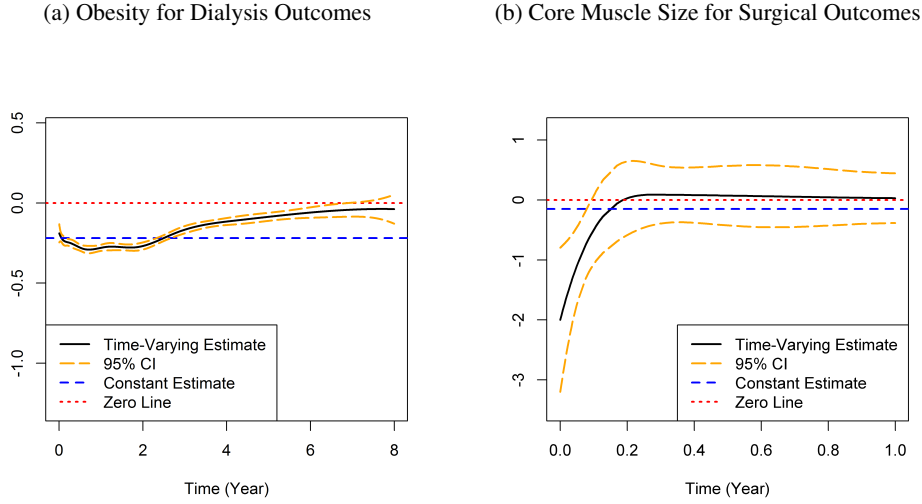 (a) Obesity for Dialysis Outcomes
0.5
0.0
-0.5
-1.0
Time-Varying Estimate
95% CI
Constant Estimate
Zero Line
0 2 4 6 8
Time (Year)
(b) Core Muscle Size for Surgical Outcomes
1
0
-1
-2
-3
Time-Varying Estimate
95% CI
Constant Estimate
Zero Line
0.0 0.2 0.4 0.6 0.8 1.0
Time (Year)